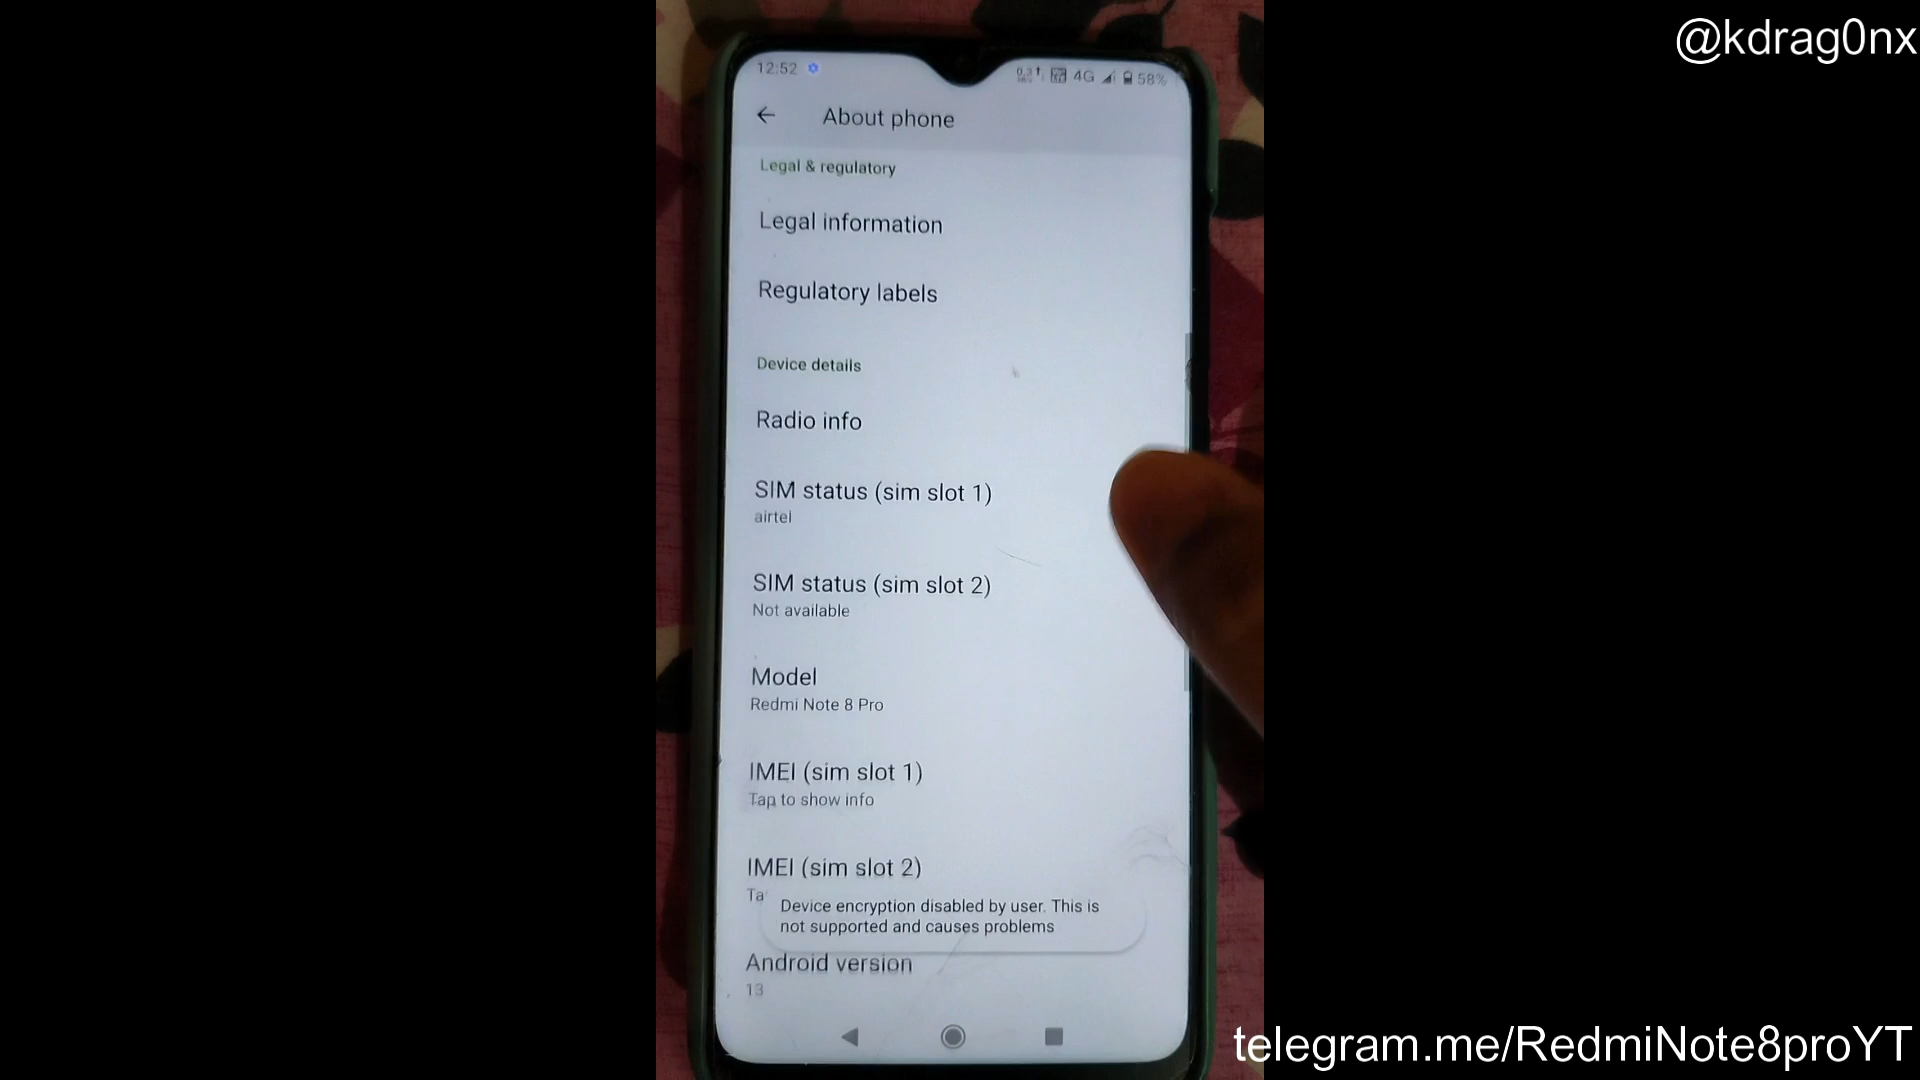 @kdrag0nx
12:52
4G
58%
About phone
Legal & regulatory
Legal information
Regulatory labels
Device details
Radio info
SIM status (sim slot 1)
airtel
SIM status (sim slot 2)
Not available
Model
Redmi Note 8 Pro
IMEI (sim slot 1)
Tap to show info
IMEI (sim slot 2)
Ta
Device encryption disabled by user. This is
not supported and causes problems
Android version
13
telegram.me/RedmiNote8proYT